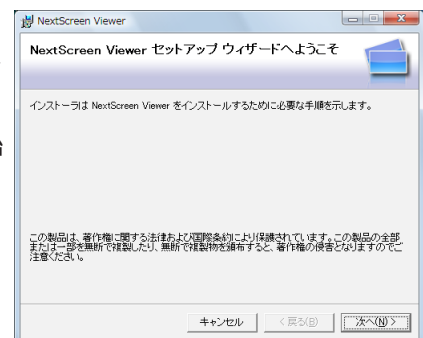 NextScreen Viewer
NextScreen Viewer セットアップ ウィザードへようこそ
インストーラは NextScreen Viewer をインストールするために必要な手順を示します。
この製品は、著作権に関する法律および国際条約により保護されています。この製品の全部
または一部を無断で複製したり、無断で複製物を頒布すると、著作権の侵害となりますのでご
注意ください。
キャンセル
< 戻る(B)
次へ(N) >